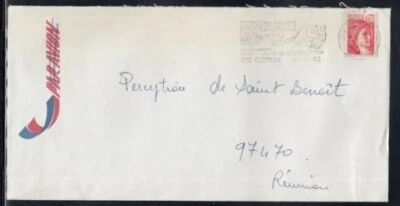 PAR AVION
Perception de Saint Benoît
97470
Réunion